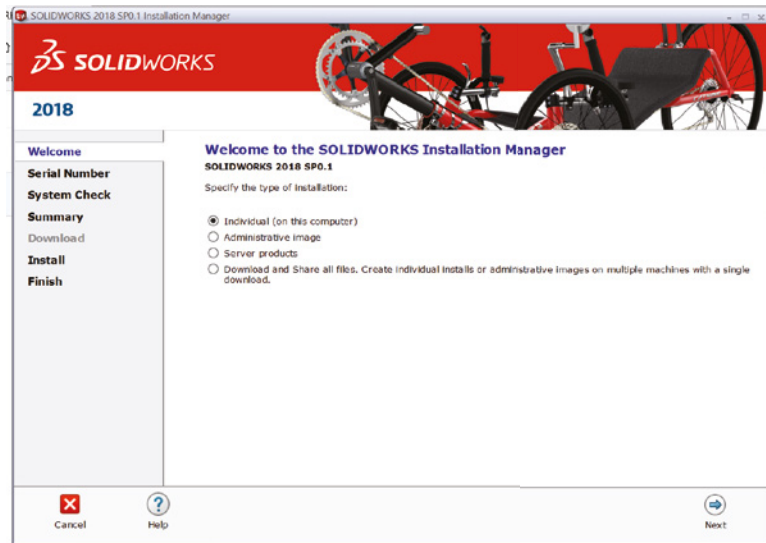 SOLIDWORKS 2018 SP0.1 Installation Manager
SOLIDWORKS
2018
Welcome
Serial Number
System Check
Summary
Download
Install
Finish
Welcome to the SOLIDWORKS Installation Manager
SOLIDWORKS 2018 SP0.1
Specify the type of installation:
Individual (on this computer)
Administrative image
Server products
Download and Share all files. Create individual installs or adminstrative images on multiple machines with a single
download.
Cancel
Help
Next